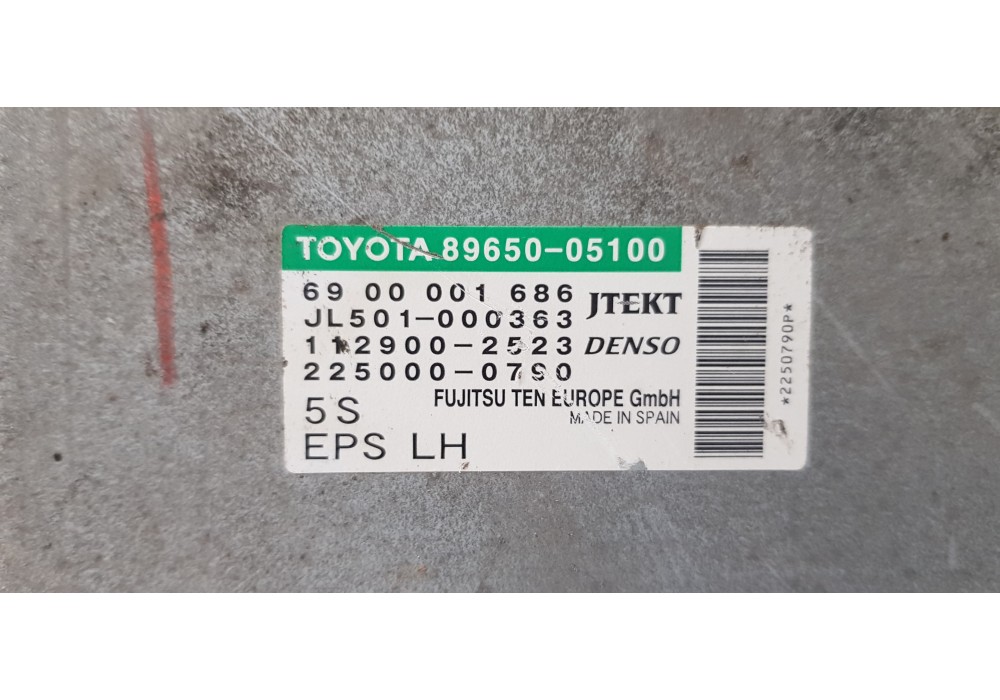 TOYOTA 89650-05100
69 00 001 686 JTEKT
JL501-000363
112900-2523 DENSO
225000-0790
FUJITSU TEN EUROPE GmbH
5S MADE IN SPAIN
EPS LH
*2250790P*